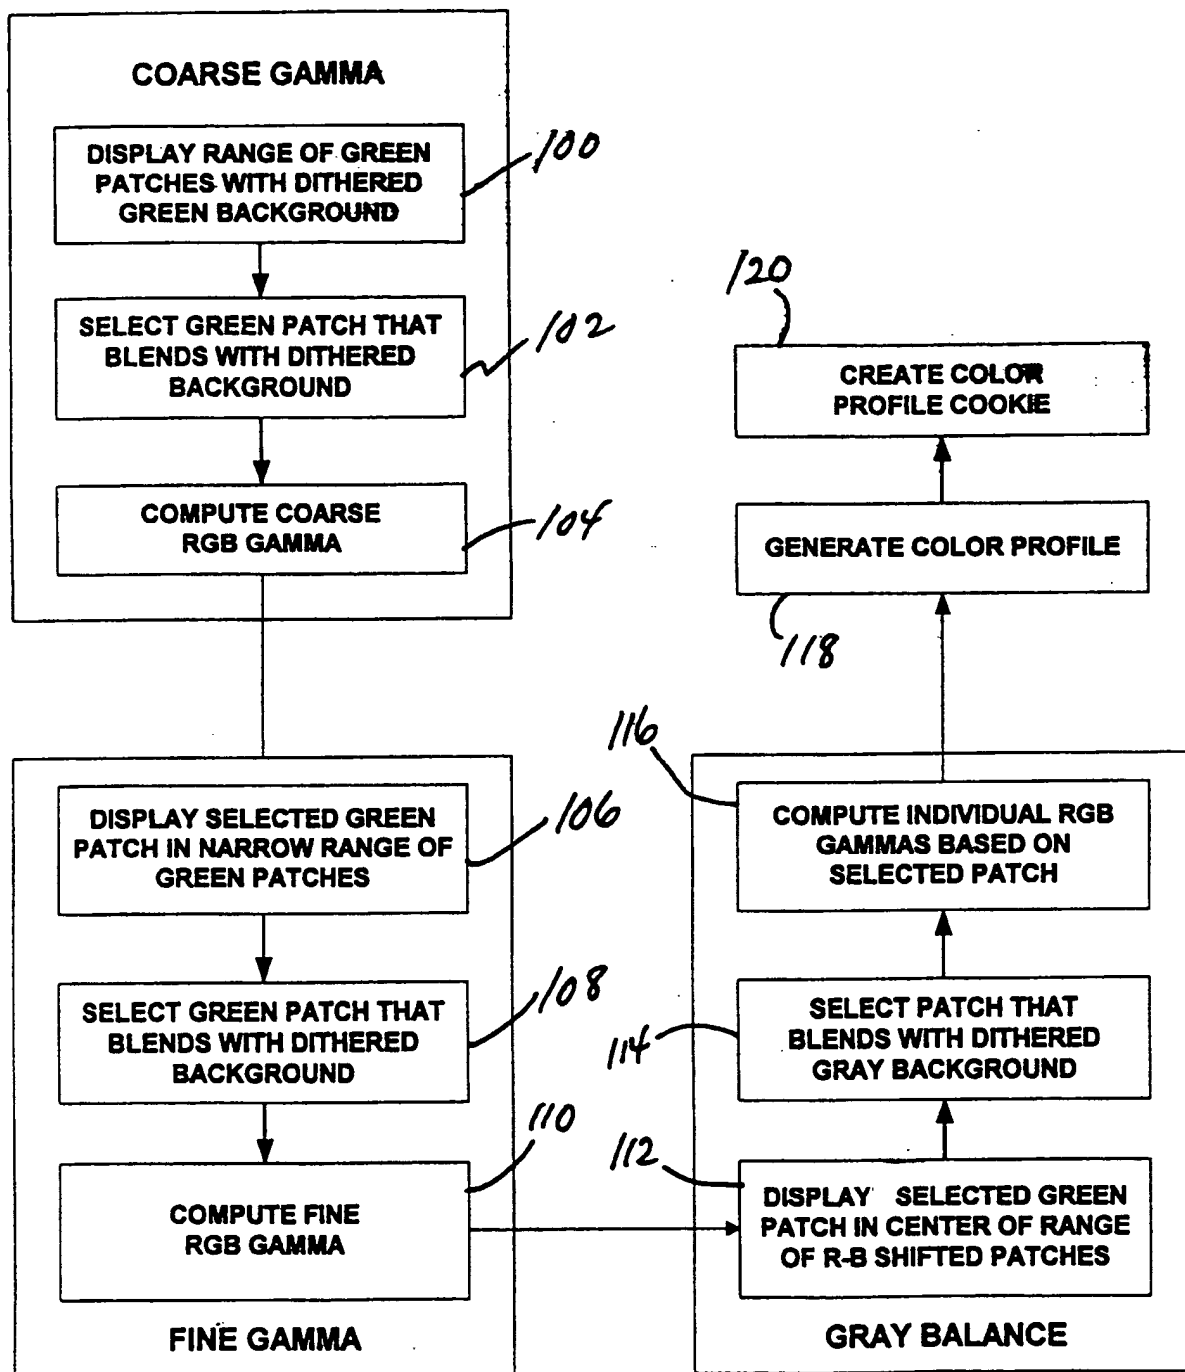 COARSE GAMMA
DISPLAY RANGE OF GREEN
PATCHES WITH DITHERED
GREEN BACKGROUND
100
SELECT GREEN PATCH THAT
BLENDS WITH DITHERED
BACKGROUND
102
COMPUTE COARSE
RGB GAMMA
104
DISPLAY SELECTED GREEN
PATCH IN NARROW RANGE OF
GREEN PATCHES
106
SELECT GREEN PATCH THAT
BLENDS WITH DITHERED
BACKGROUND
108
COMPUTE FINE
RGB GAMMA
110
FINE GAMMA
112
DISPLAY SELECTED GREEN
PATCH IN CENTER OF RANGE
OF R-B SHIFTED PATCHES
114
SELECT PATCH THAT
BLENDS WITH DITHERED
GRAY BACKGROUND
116
COMPUTE INDIVIDUAL RGB
GAMMAS BASED ON
SELECTED PATCH
GRAY BALANCE
118
GENERATE COLOR PROFILE
120
CREATE COLOR
PROFILE COOKIE